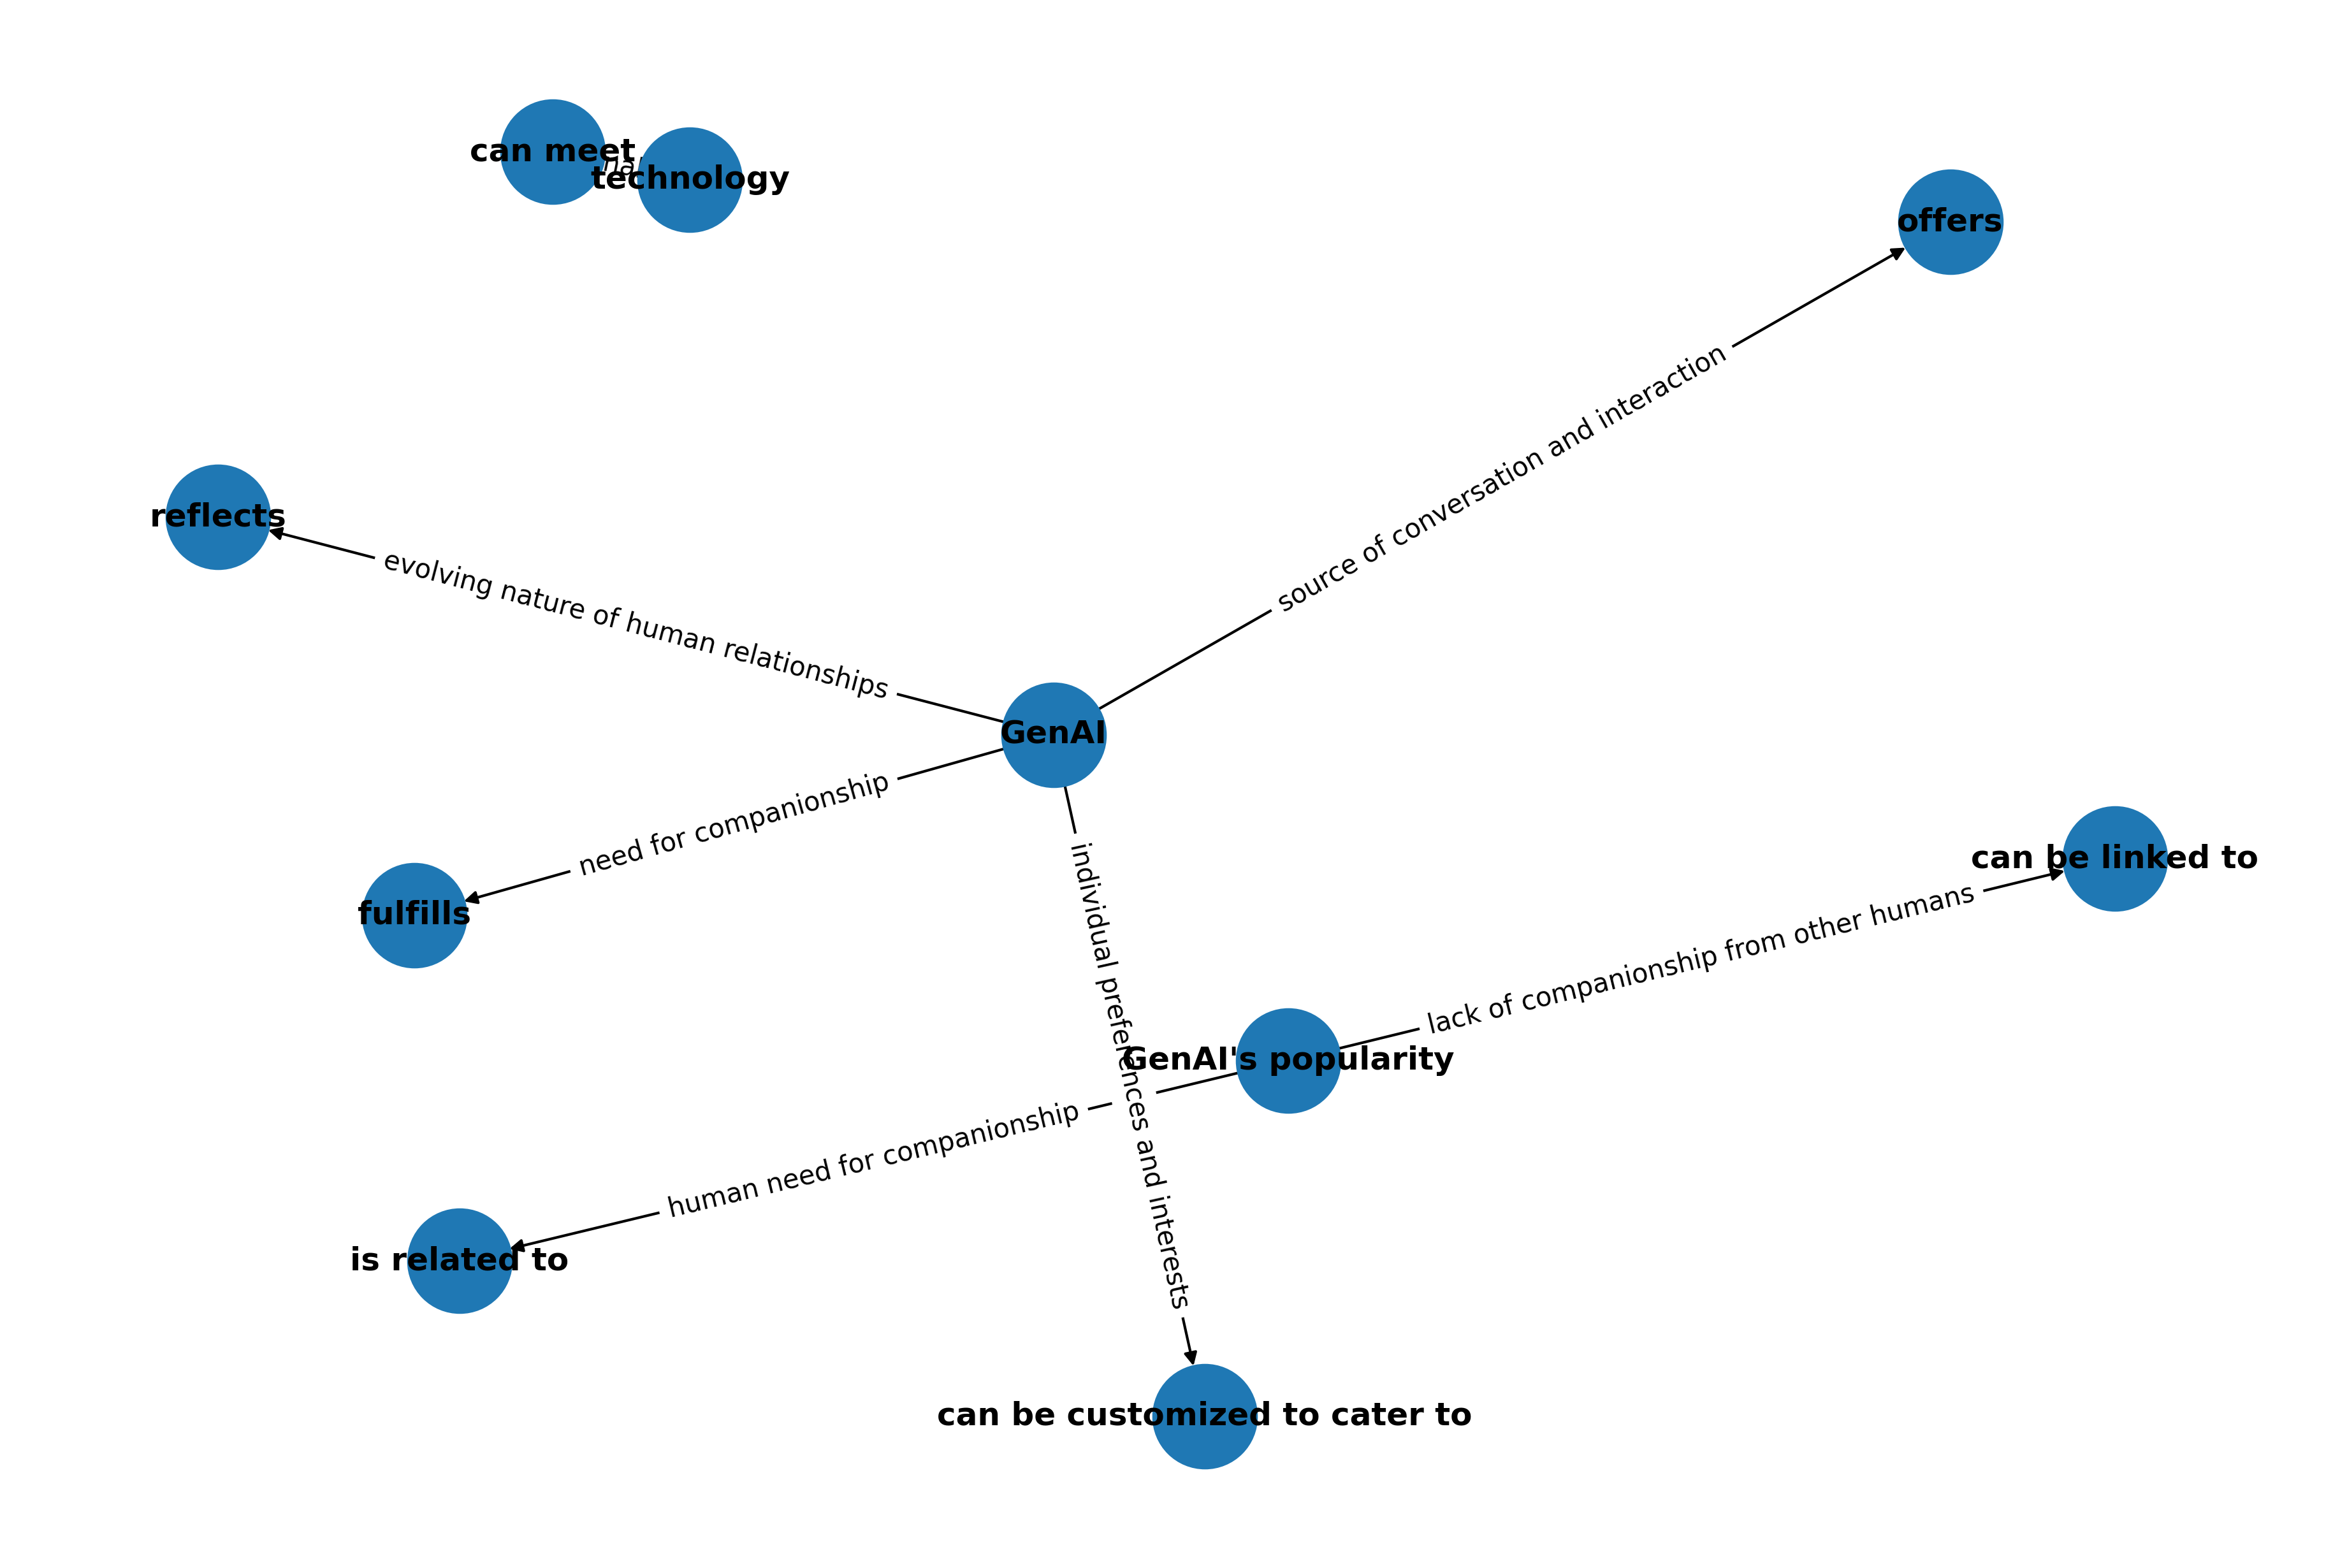 can meet
technology
offers
source of conversation and interaction
reflects
evolving nature of human relationships
GenAI
need for companionship
fulfills
individual preferences and interests
can be linked to
lack of companionship from other humans
GenAI's popularity
human need for companionship
is related to
can be customized to cater to